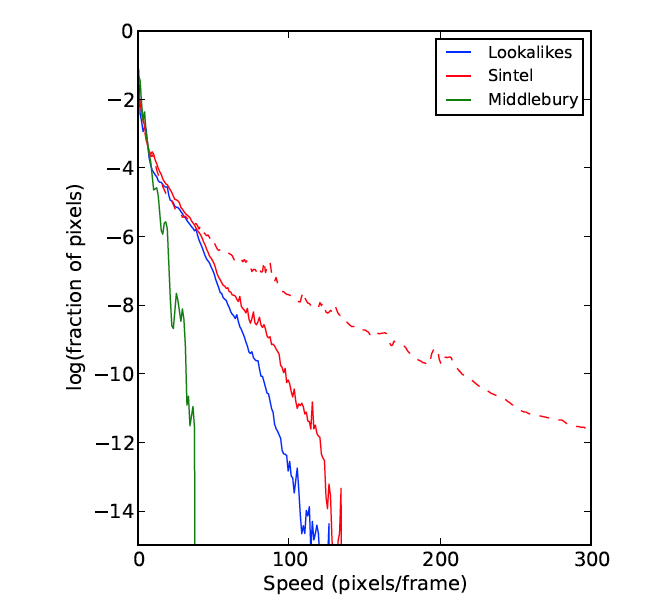 0
−2
−4
−6
−8
−10
−12
−14
log(fraction of pixels)
Lookalikes
Sintel
Middlebury
0 100 200 300
Speed (pixels/frame)